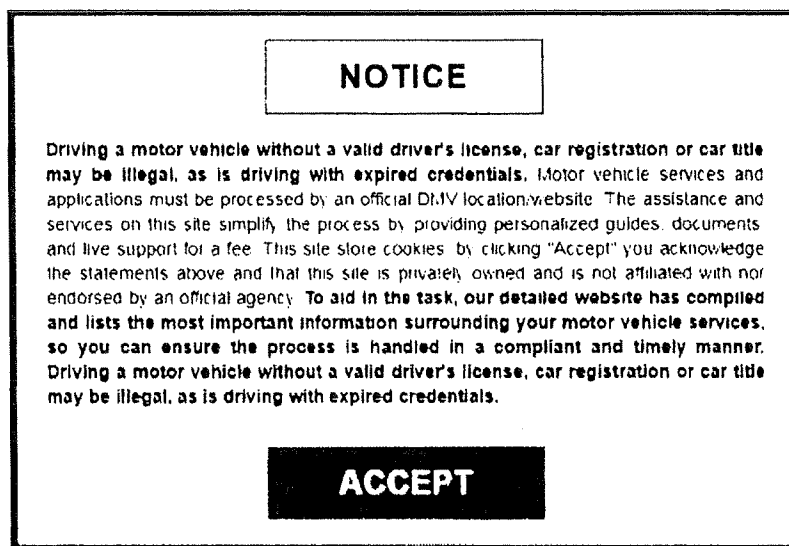 NOTICE
Driving a motor vehicle without a valid driver's license, car registration or car title
may be illegal, as is driving with expired credentials. Motor vehicle services and
applications must be processed by an official DMV location/website. The assistance and
services on this site simplify the process by providing personalized guides, documents
and live support for a fee. This site store cookies, by clicking "Accept" you acknowledge
the statements above and that this site is privately owned and is not affiliated with nor
endorsed by an official agency. To aid in the task, our detailed website has compiled
and lists the most important information surrounding your motor vehicle services,
so you can ensure the process is handled in a compliant and timely manner.
Driving a motor vehicle without a valid driver's license, car registration or car title
may be illegal, as is driving with expired credentials.
ACCEPT